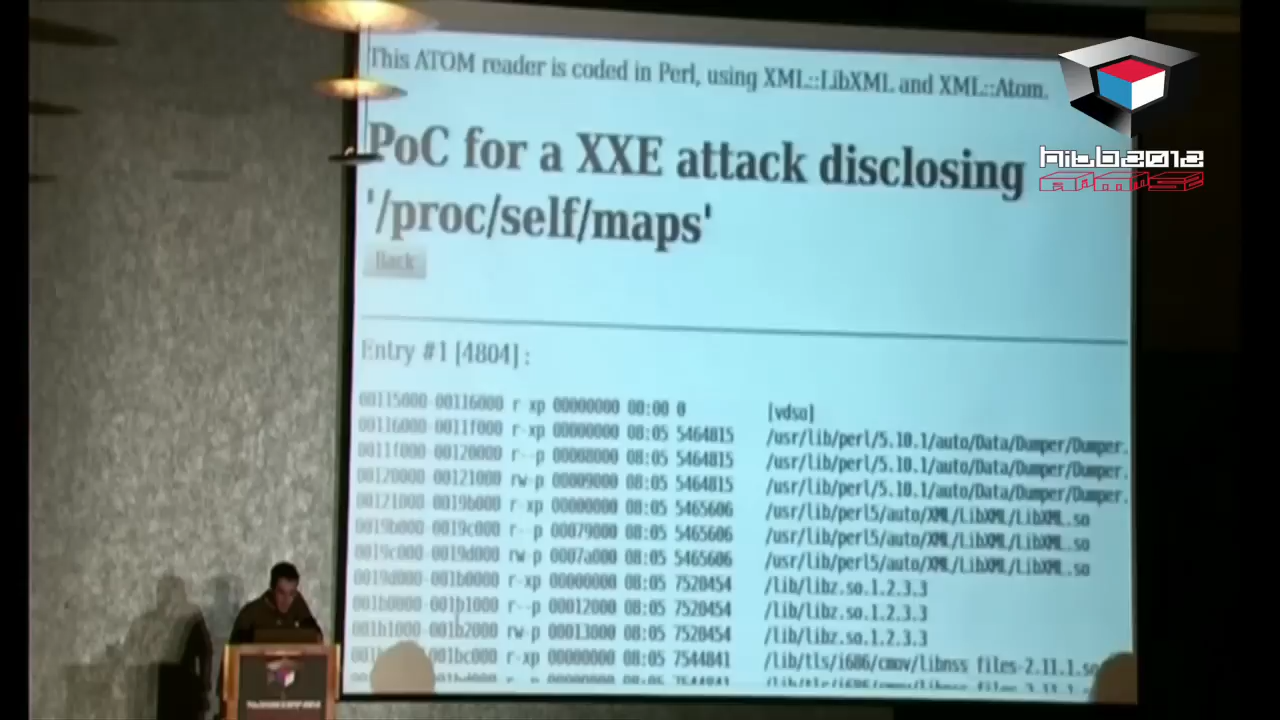 This ATOM reader is coded in Perl, using XML::LibXML and XML::Atom.
PoC for a XXE attack disclosing
'/proc/self/maps'
Back
Entry #1 [4804] :
00115000-00116000 r-xp 00000000 00:00 0 [vdso]
00116000-0011f000 r-xp 00000000 08:05 5464815 /usr/lib/perl/5.10.1/auto/Data/Dumper/Dumper.
0011f000-00120000 r--p 00008000 08:05 5464815 /usr/lib/perl/5.10.1/auto/Data/Dumper/Dumper.
00120000-00121000 rw-p 00009000 08:05 5464815 /usr/lib/perl/5.10.1/auto/Data/Dumper/Dumper.
00121000-0019b000 r-xp 00000000 08:05 5465606 /usr/lib/perl5/auto/XML/LibXML/LibXML.so
0019b000-0019c000 r--p 00079000 08:05 5465606 /usr/lib/perl5/auto/XML/LibXML/LibXML.so
0019c000-0019d000 rw-p 0007a000 08:05 5465606 /usr/lib/perl5/auto/XML/LibXML/LibXML.so
0019d000-001b0000 r-xp 00000000 08:05 7520454 /lib/libz.so.1.2.3.3
001b0000-001b1000 r--p 00012000 08:05 7520454 /lib/libz.so.1.2.3.3
001b1000-001b2000 rw-p 00013000 08:05 7520454 /lib/libz.so.1.2.3.3
r-xp 00000000 08:05 7544841 /lib/tls/i686/cmov/libnss_files-2.11.1.so
HITB2012
AMS